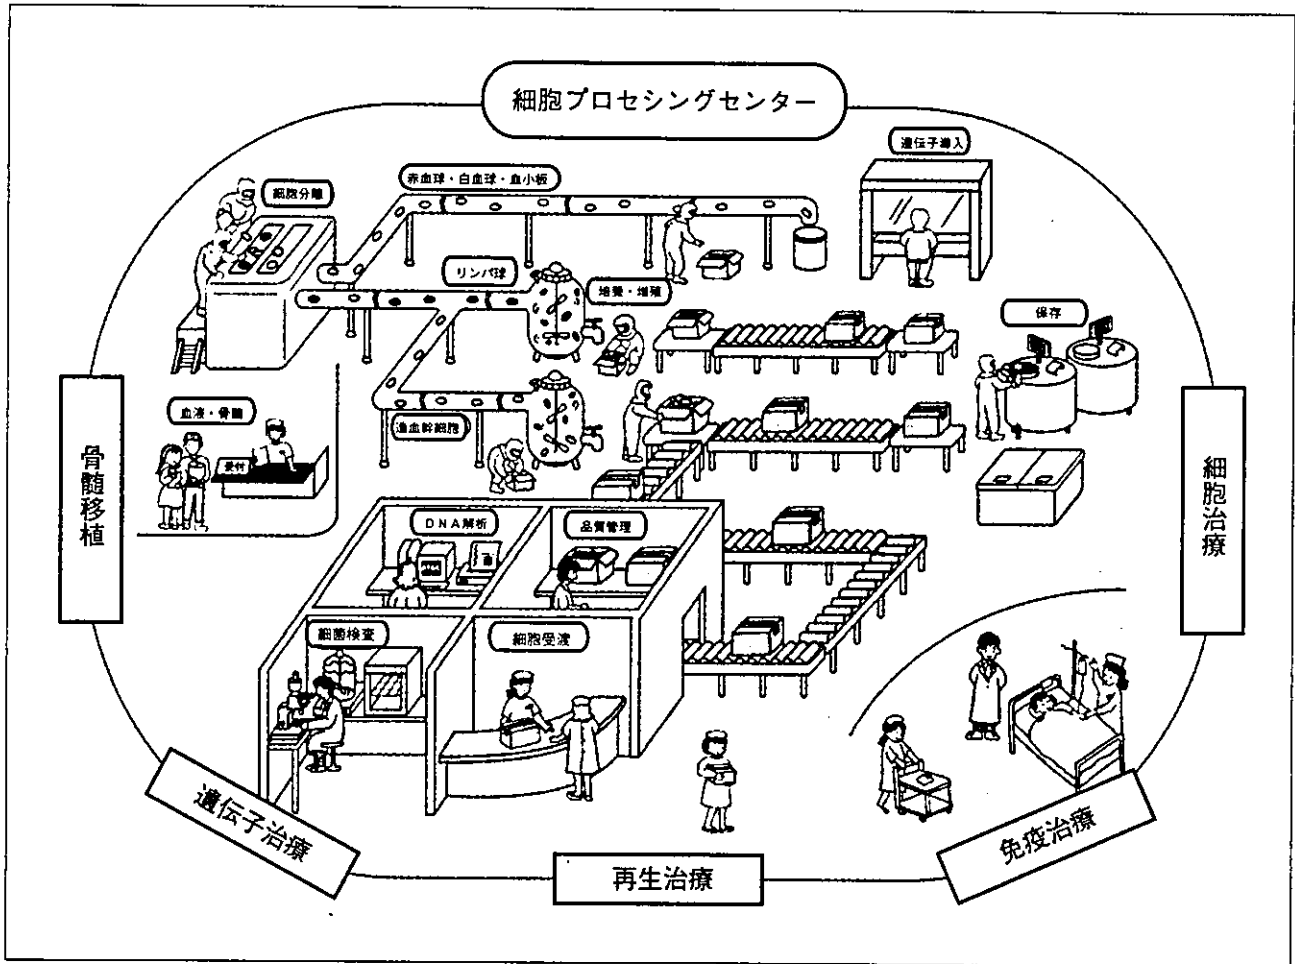 細胞プロセシングセンター
遺伝子導入
細胞分離
赤血球・白血球・血小板
リンパ球
培養・増殖
保存
血液・骨髄
受付
造血幹細胞
骨髄移植
細胞治療
DNA解析
品質管理
細菌検査
細胞受渡
遺伝子治療
再生治療
免疫治療